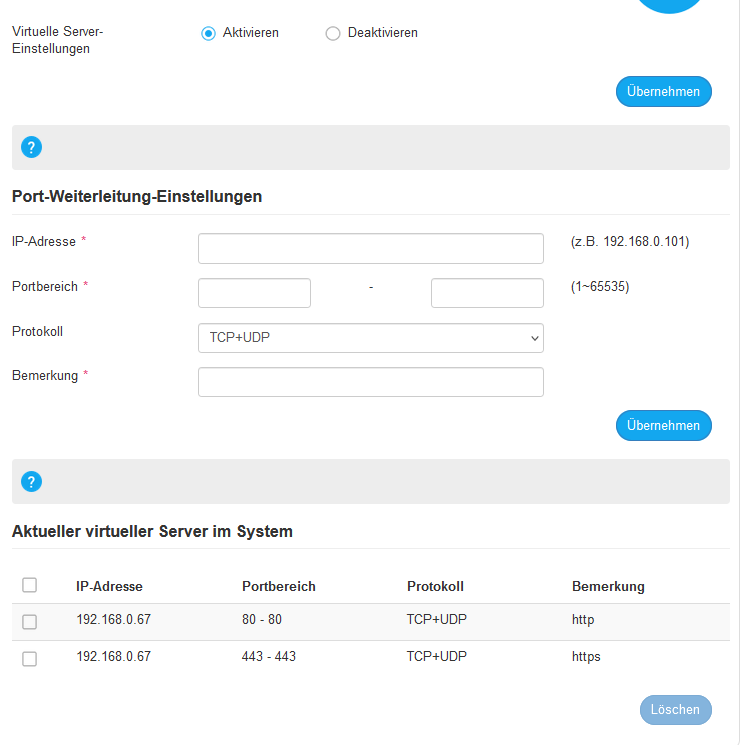 Virtuelle Server-
Einstellungen
Aktivieren
Deaktivieren
Übernehmen
?
Port-Weiterleitung-Einstellungen
IP-Adresse *
(z.B. 192.168.0.101)
Portbereich *
-
(1~65535)
Protokoll
TCP+UDP
Bemerkung *
Übernehmen
?
Aktueller virtueller Server im System
IP-Adresse Portbereich Protokoll Bemerkung
192.168.0.67 80 - 80 TCP+UDP http
192.168.0.67 443 - 443 TCP+UDP https
Löschen